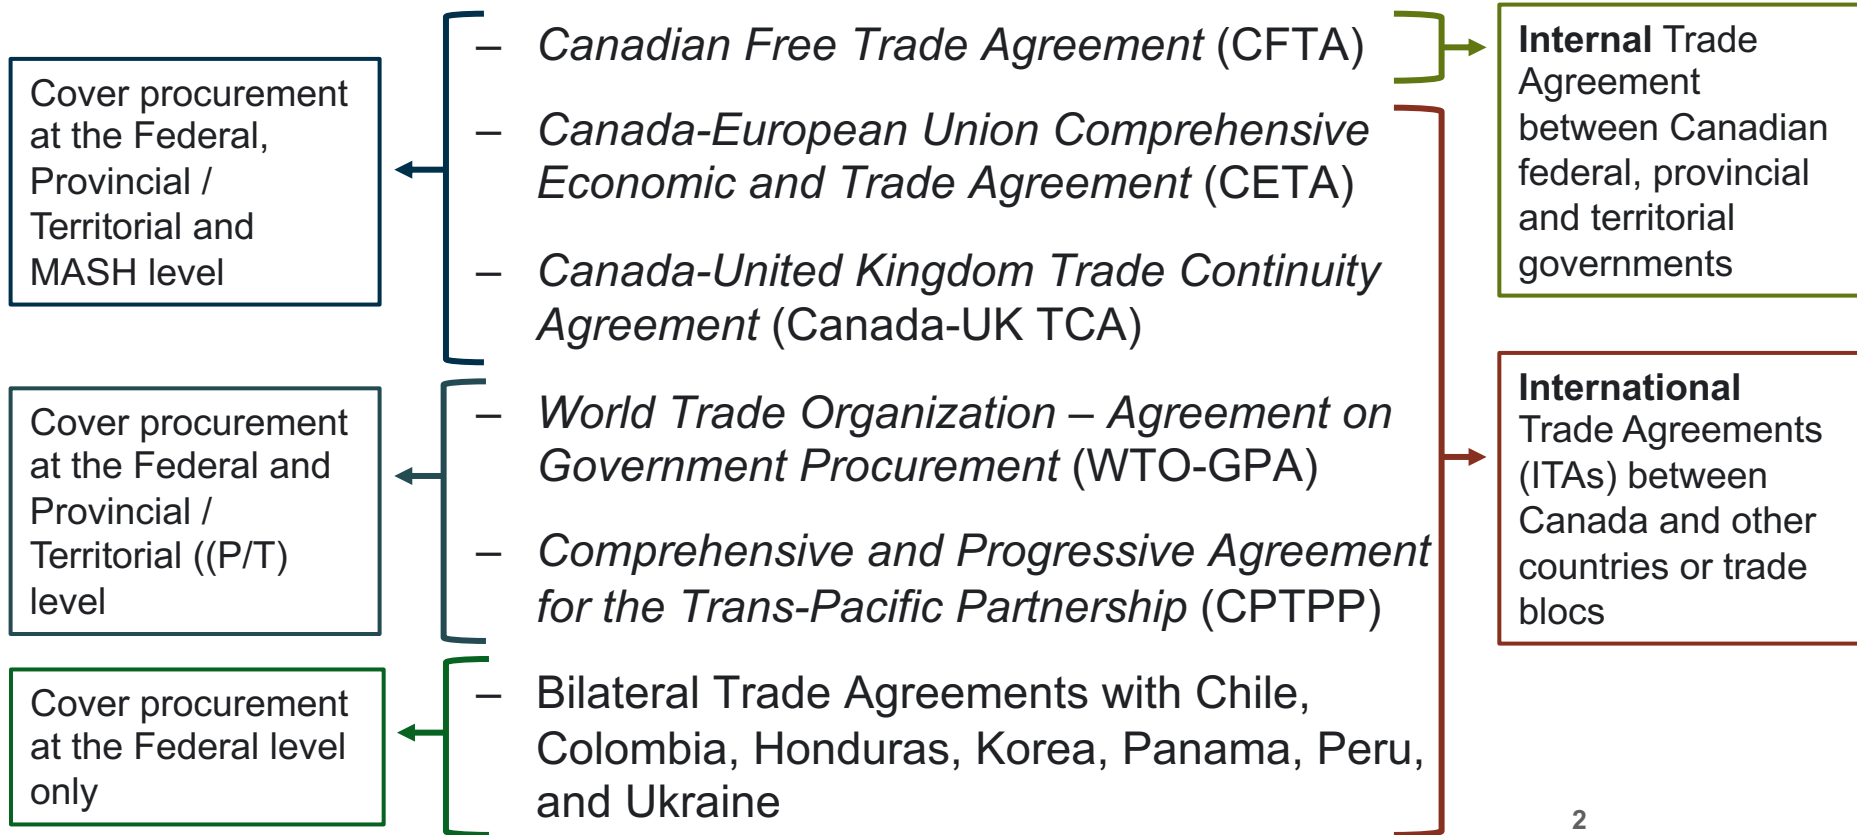 Cover procurement
at the Federal,
Provincial /
Territorial and
MASH level
Cover procurement
at the Federal and
Provincial /
Territorial ((P/T)
level
Cover procurement
at the Federal level
only
– Canadian Free Trade Agreement (CFTA)
– Canada-European Union Comprehensive
Economic and Trade Agreement (CETA)
– Canada-United Kingdom Trade Continuity
Agreement (Canada-UK TCA)
– World Trade Organization – Agreement on
Government Procurement (WTO-GPA)
– Comprehensive and Progressive Agreement
for the Trans-Pacific Partnership (CPTPP)
– Bilateral Trade Agreements with Chile,
Colombia, Honduras, Korea, Panama, Peru,
and Ukraine
Internal Trade
Agreement
between Canadian
federal, provincial
and territorial
governments
International
Trade Agreements
(ITAs) between
Canada and other
countries or trade
blocs
2